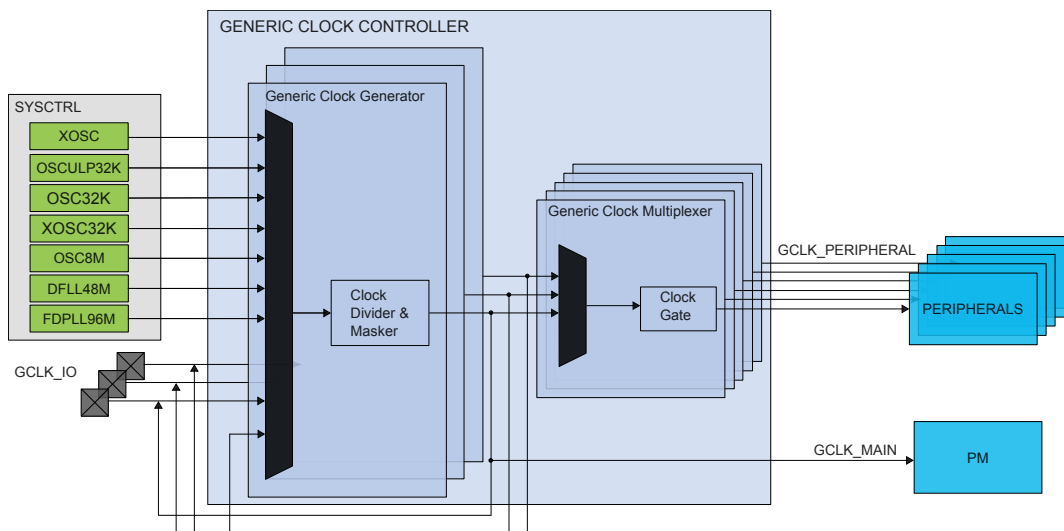 GENERIC CLOCK CONTROLLER
Generic Clock Generator
SYSCTRL
XOSC
OSCULP32K
OSC32K
XOSC32K
OSC8M
DFLL48M
FDPLL96M
GCLK_IO
Clock
Divider &
Masker
Generic Clock Multiplexer
Clock
Gate
GCLK_PERIPHERAL
PERIPHERALS
GCLK_MAIN
PM